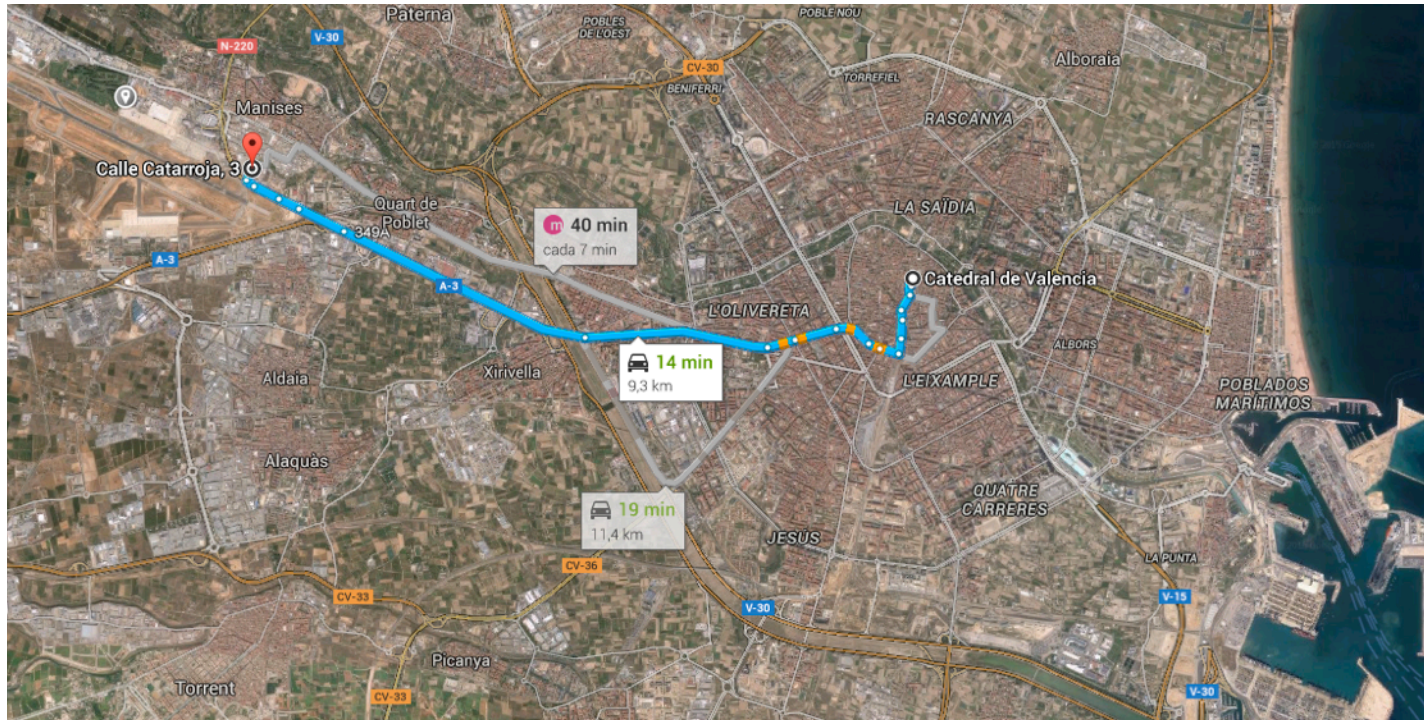 Paterna
POBLES
DE L'OEST
POBLE NOU
N-220
V-30
CV-30
TORREFIEL
Alboraia
BENIFERRI
Manises
RASCANYA
Calle Catarroja, 3
Quart de
Poblet
LA SAÏDIA
m 40 min
cada 7 min
349A
A-3
A-3
Catedral de Valencia
L'OLIVERETA
ALBORS
14 min
9,3 km
Xirivella
Aldaia
L'EIXAMPLE
POBLADOS
MARÍTIMOS
Alaquàs
QUATRE
CARRERES
19 min
11,4 km
JESÚS
LA PUNTA
CV-36
CV-33
V-30
V-15
Picanya
Torrent
CV-33
V-30